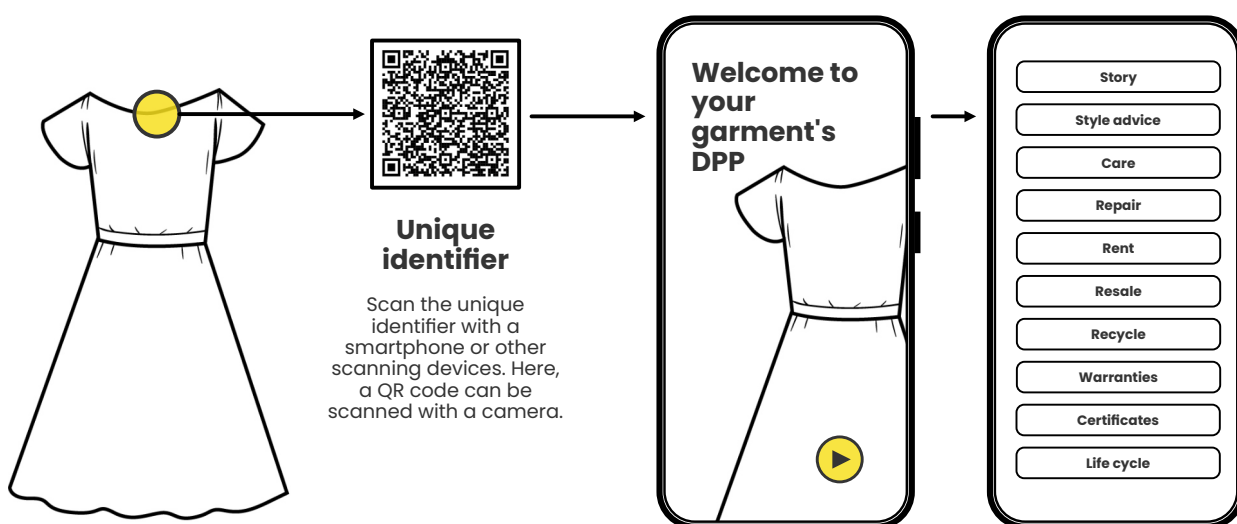 Unique
identifier
Scan the unique
identifier with a
smartphone or other
scanning devices. Here,
a QR code can be
scanned with a camera.
Welcome to
your
garment's
DPP
Story
Style advice
Care
Repair
Rent
Resale
Recycle
Warranties
Certificates
Life cycle